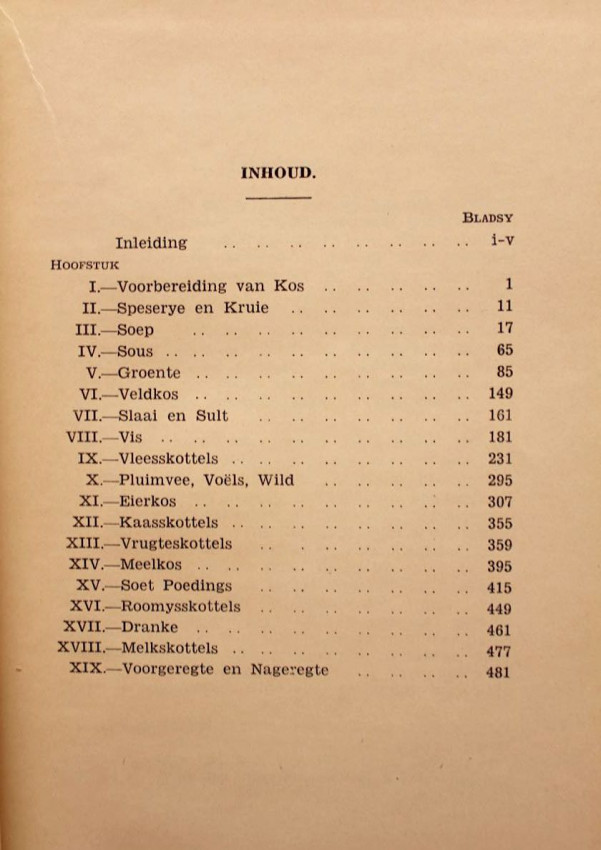 INHOUD.
BLADSY
Inleiding .. .. .. .. .. .. .. .. i-v
HOOFSTUK
I.—Voorbereiding van Kos .. .. .. .. .. 1
II.—Speserye en Kruie .. .. .. .. .. .. 11
III.—Soep .. .. .. .. .. .. .. .. .. 17
IV.—Sous .. .. .. .. .. .. .. .. .. .. 65
V.—Groente .. .. .. .. .. .. .. .. .. 85
VI.—Veldkos .. .. .. .. .. .. .. .. .. 149
VII.—Slaai en Sult .. .. .. .. .. .. .. 161
VIII.—Vis .. .. .. .. .. .. .. .. .. .. 181
IX.—Vleesskottels .. .. .. .. .. .. .. .. 231
X.—Pluimvee, Voëls, Wild .. .. .. .. .. 295
XI.—Eierkos .. .. .. .. .. .. .. .. .. 307
XII.—Kaasskottels .. .. .. .. .. .. .. .. 355
XIII.—Vrugteskottels .. . .. .. .. .. .. 359
XIV.—Meelkos .. .. .. .. .. .. .. .. .. 395
XV.—Soet Poedings .. .. .. .. .. .. .. 415
XVI.—Roomysskottels .. .. .. .. .. .. .. 449
XVII.—Dranke .. .. .. .. .. .. .. .. .. 461
XVIII.—Melkskottels .. .. .. .. .. .. .. .. 477
XIX.—Voorgeregte en Nageregte .. .. .. .. 481